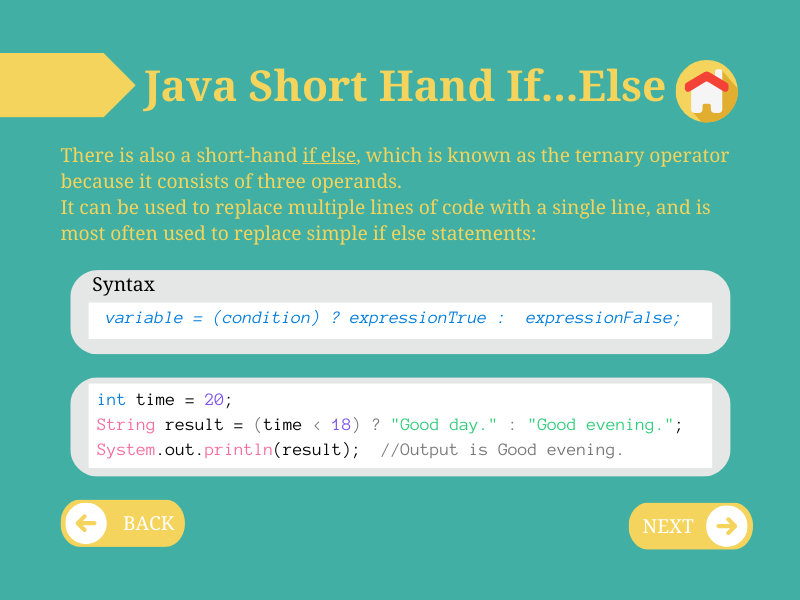 Java Short Hand If...Else
There is also a short-hand if else, which is known as the ternary operator
because it consists of three operands.
It can be used to replace multiple lines of code with a single line, and is
most often used to replace simple if else statements:
Syntax
variable = (condition) ? expressionTrue :  expressionFalse;
int time = 20;
String result = (time < 18) ? "Good day." : "Good evening.";
System.out.println(result);  //Output is Good evening.
BACK
NEXT